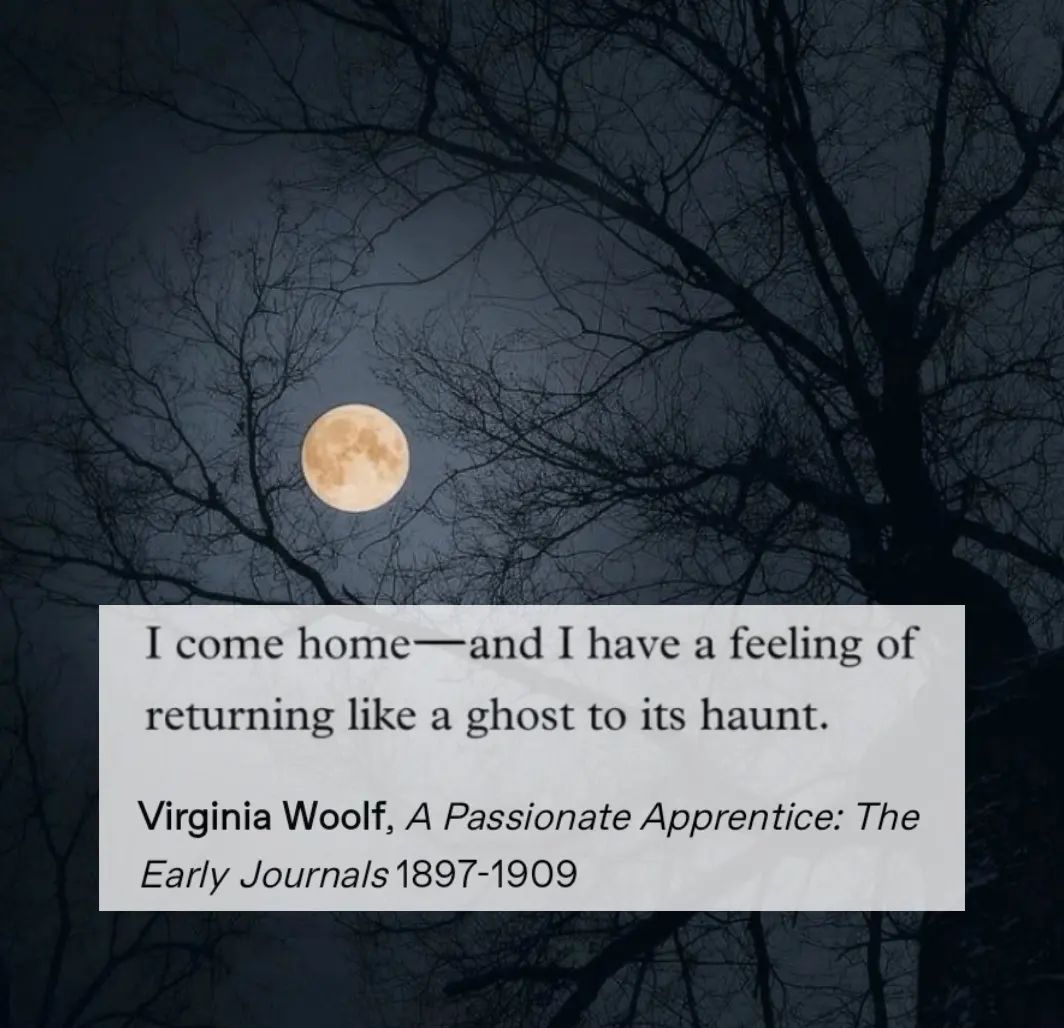 I come home—and I have a feeling of
returning like a ghost to its haunt.
Virginia Woolf, A Passionate Apprentice: The
Early Journals 1897-1909